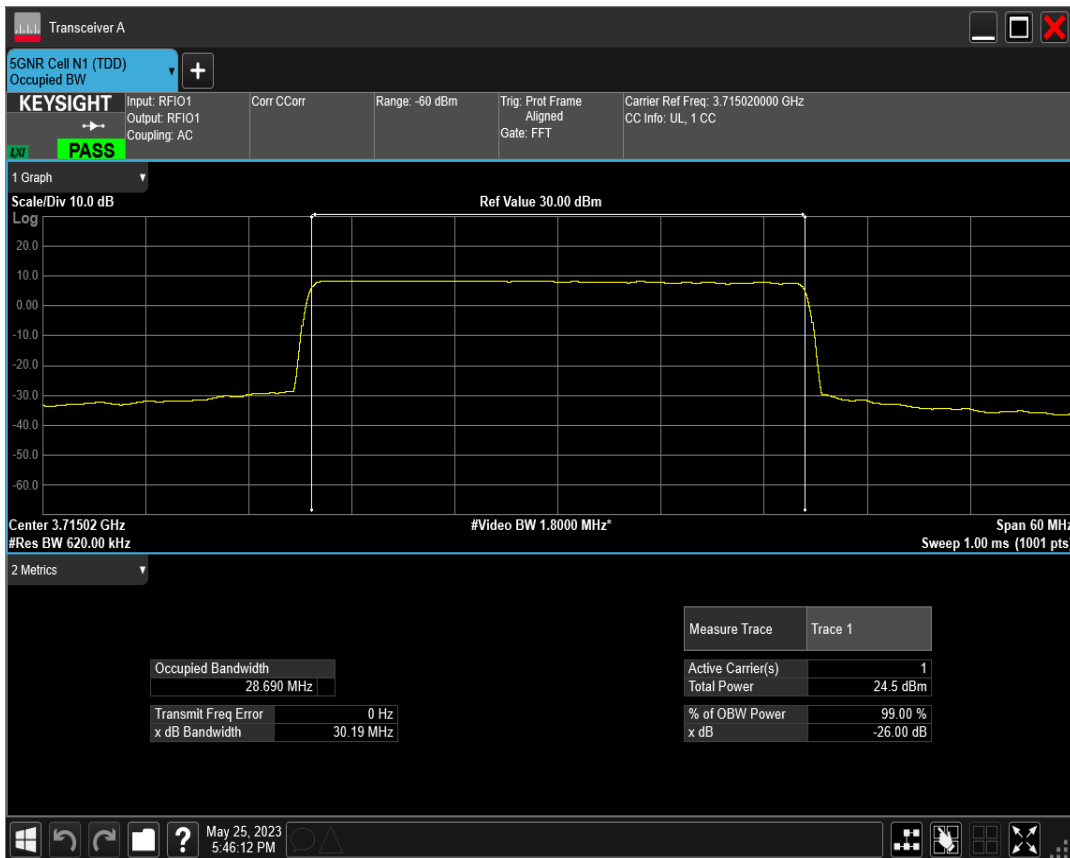 Transceiver A
5GNR Cell N1 (TDD)
Occupied BW
+
KEYSIGHT
LXI
PASS
Input: RFIO1
Output: RFIO1
Coupling: AC
Corr CCorr
Range: -60 dBm
Trig: Prot Frame
Aligned
Gate: FFT
Carrier Ref Freq: 3.715020000 GHz
CC Info: UL, 1 CC
1 Graph
Scale/Div 10.0 dB
Ref Value 30.00 dBm
Log
20.0
10.0
0.00
-10.0
-20.0
-30.0
-40.0
-50.0
-60.0
Center 3.71502 GHz
#Video BW 1.8000 MHz*
Span 60 MHz
#Res BW 620.00 kHz
Sweep 1.00 ms (1001 pts)
2 Metrics
Measure Trace Trace 1
Occupied Bandwidth
28.690 MHz
Active Carrier(s) 1
Total Power 24.5 dBm
Transmit Freq Error 0 Hz
x dB Bandwidth 30.19 MHz
% of OBW Power 99.00 %
x dB -26.00 dB
?
May 25, 2023
5:46:12 PM